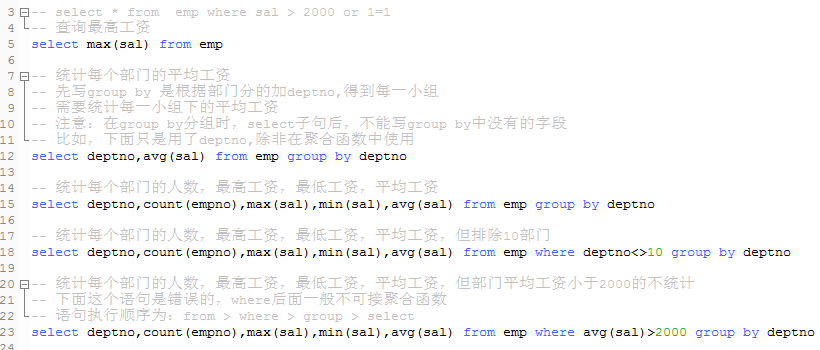 3 -- select * from  emp where sal > 2000 or 1=1
4 -- 查询最高工资
5 select max(sal) from emp
6
7 -- 统计每个部门的平均工资
8 -- 先写group by 是根据部门分的加deptno,得到每一小组
9 -- 需要统计每一小组下的平均工资
10 -- 注意：在group by分组时，select子句后，不能写group by中没有的字段
11 -- 比如，下面只是用了deptno,除非在聚合函数中使用
12 select deptno,avg(sal) from emp group by deptno
13
14 -- 统计每个部门的人数，最高工资，最低工资，平均工资
15 select deptno,count(empno),max(sal),min(sal),avg(sal) from emp group by deptno
16
17 -- 统计每个部门的人数，最高工资，最低工资，平均工资，但排除10部门
18 select deptno,count(empno),max(sal),min(sal),avg(sal) from emp where deptno<>10 group by deptno
19
20 -- 统计每个部门的人数，最高工资，最低工资，平均工资，但部门平均工资小于2000的不统计
21 -- 下面这个语句是错误的，where后面一般不可接聚合函数
22 -- 语句执行顺序为：from > where > group > select
23 select deptno,count(empno),max(sal),min(sal),avg(sal) from emp where avg(sal)>2000 group by deptno
24